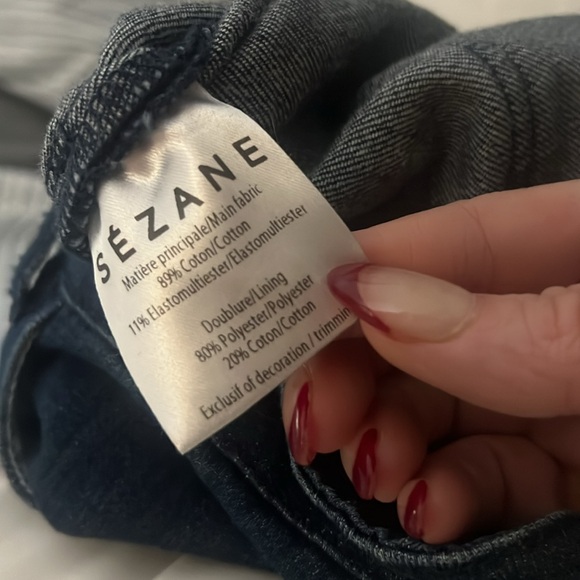 SÉZANE
Matière principale/Main fabric
89% Coton/Cotton
11% Elastomultiester/Elastomultiester
Doublure/Lining
80% Polyester/Polyester
20% Coton/Cotton
Exclusif of decoration / trimmin